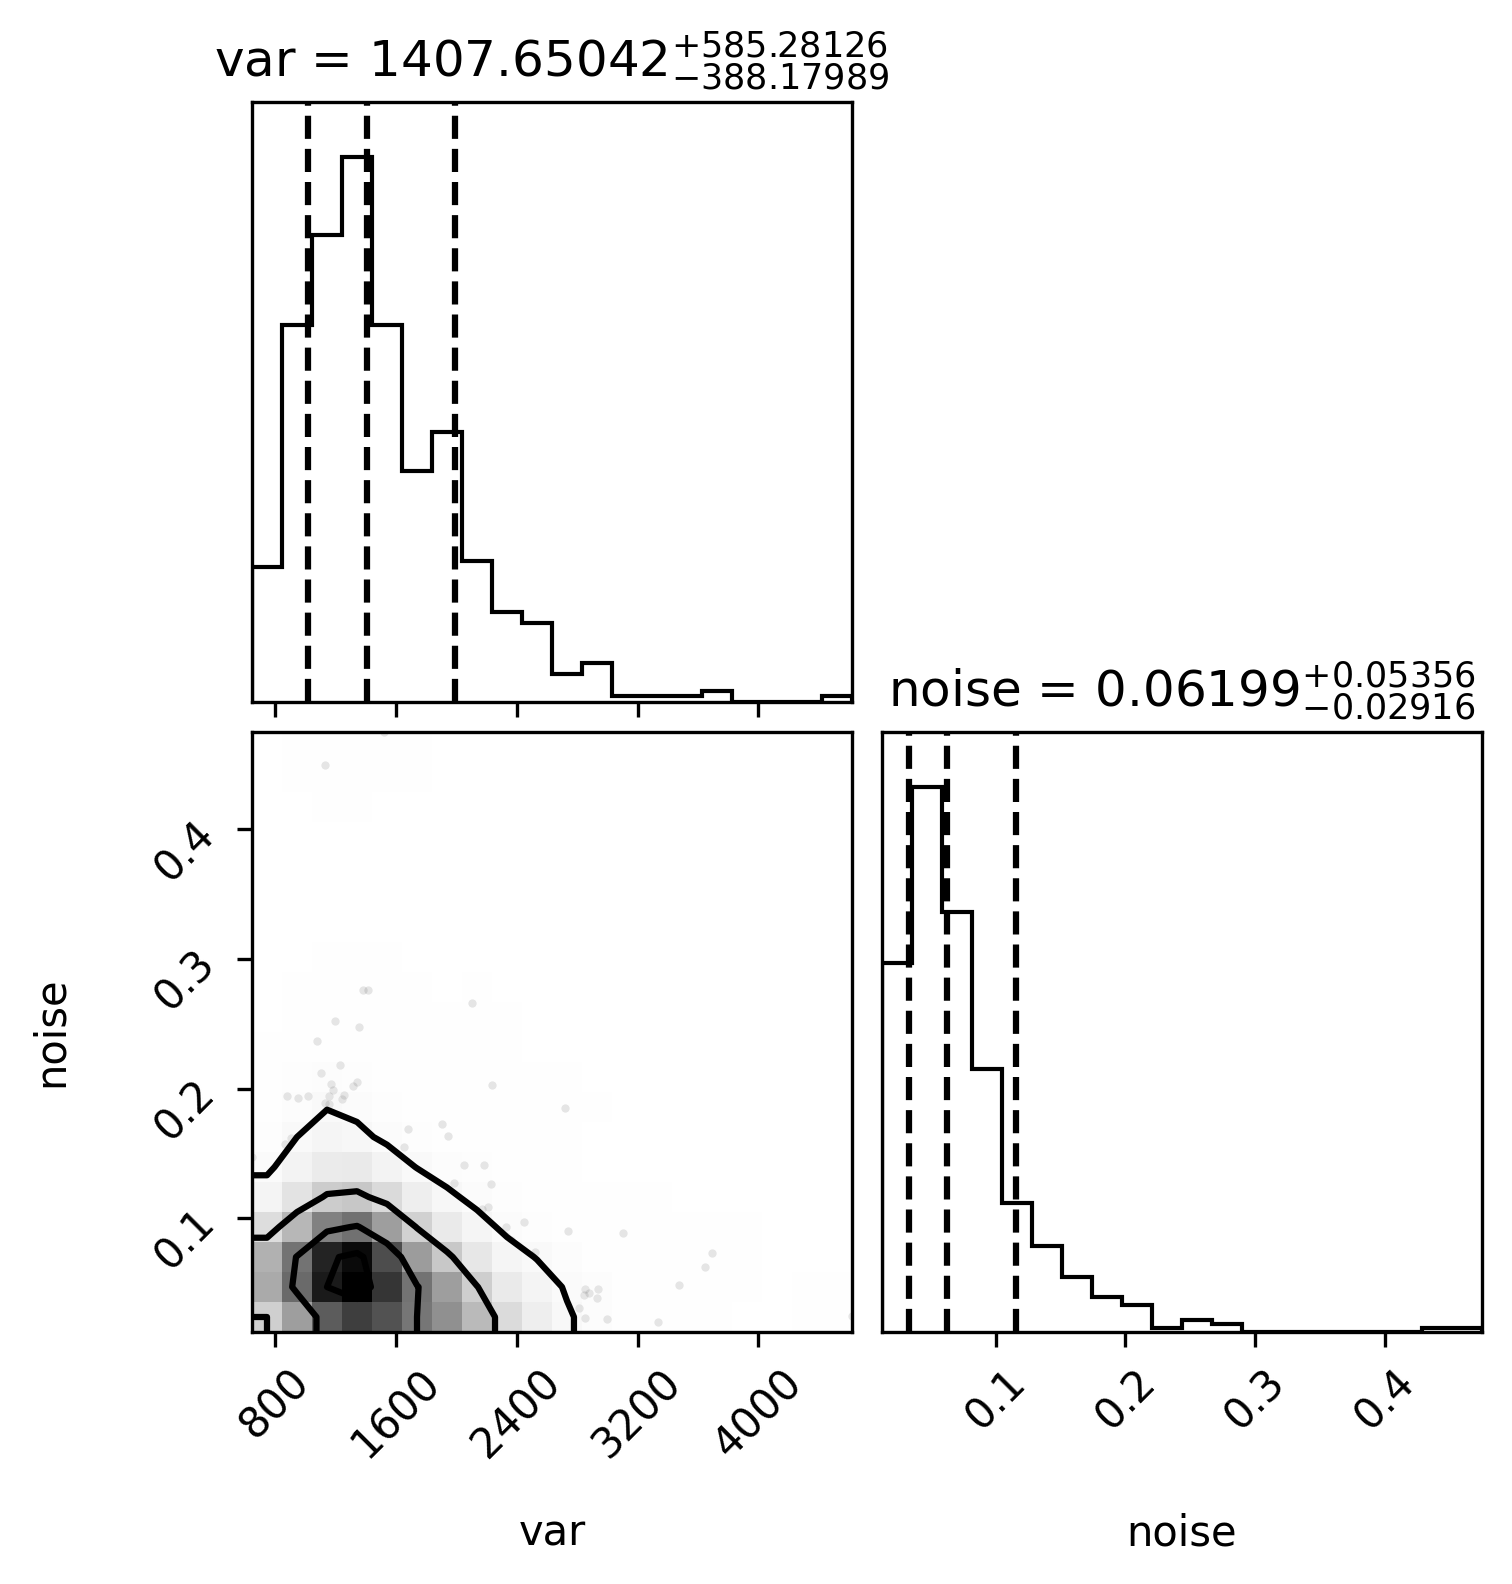 var = 1407.65042 +585.28126 −388.17989
noise = 0.06199 +0.05356 −0.02916
noise
0.4
0.3
0.2
0.1
800 1600 2400 3200 4000
var
0.1 0.2 0.3 0.4
noise